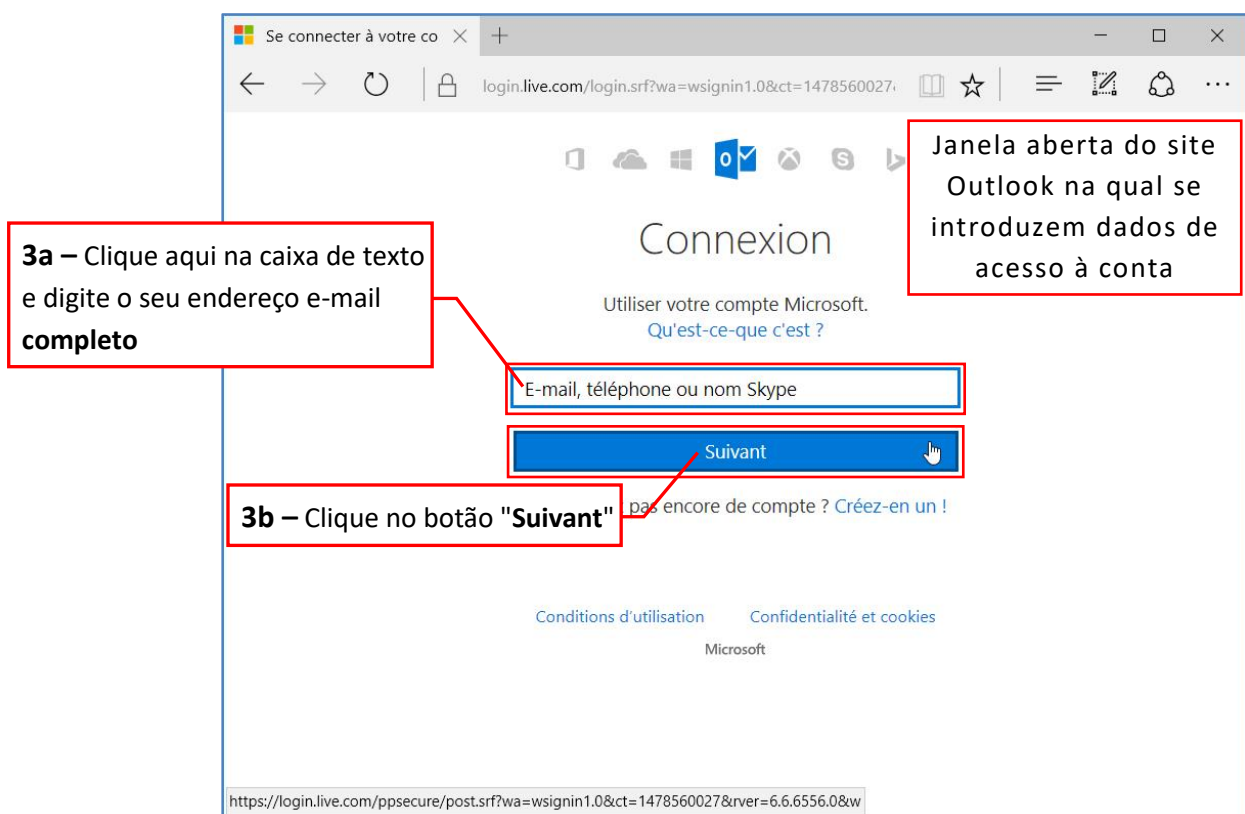 Se connecter à votre co
login.live.com/login.srf?wa=wsignin1.0&ct=1478560027
Janela aberta do site
Outlook na qual se
introduzem dados de
acesso à conta
Connexion
3a – Clique aqui na caixa de texto
e digite o seu endereço e-mail
completo
Utiliser votre compte Microsoft.
Qu'est-ce-que c'est ?
E-mail, téléphone ou nom Skype
Suivant
3b – Clique no botão "Suivant"
pas encore de compte ? Créez-en un !
Conditions d'utilisation Confidentialité et cookies
Microsoft
https://login.live.com/ppsecure/post.srf?wa=wsignin1.0&ct=1478560027&rver=6.6.6556.0&w